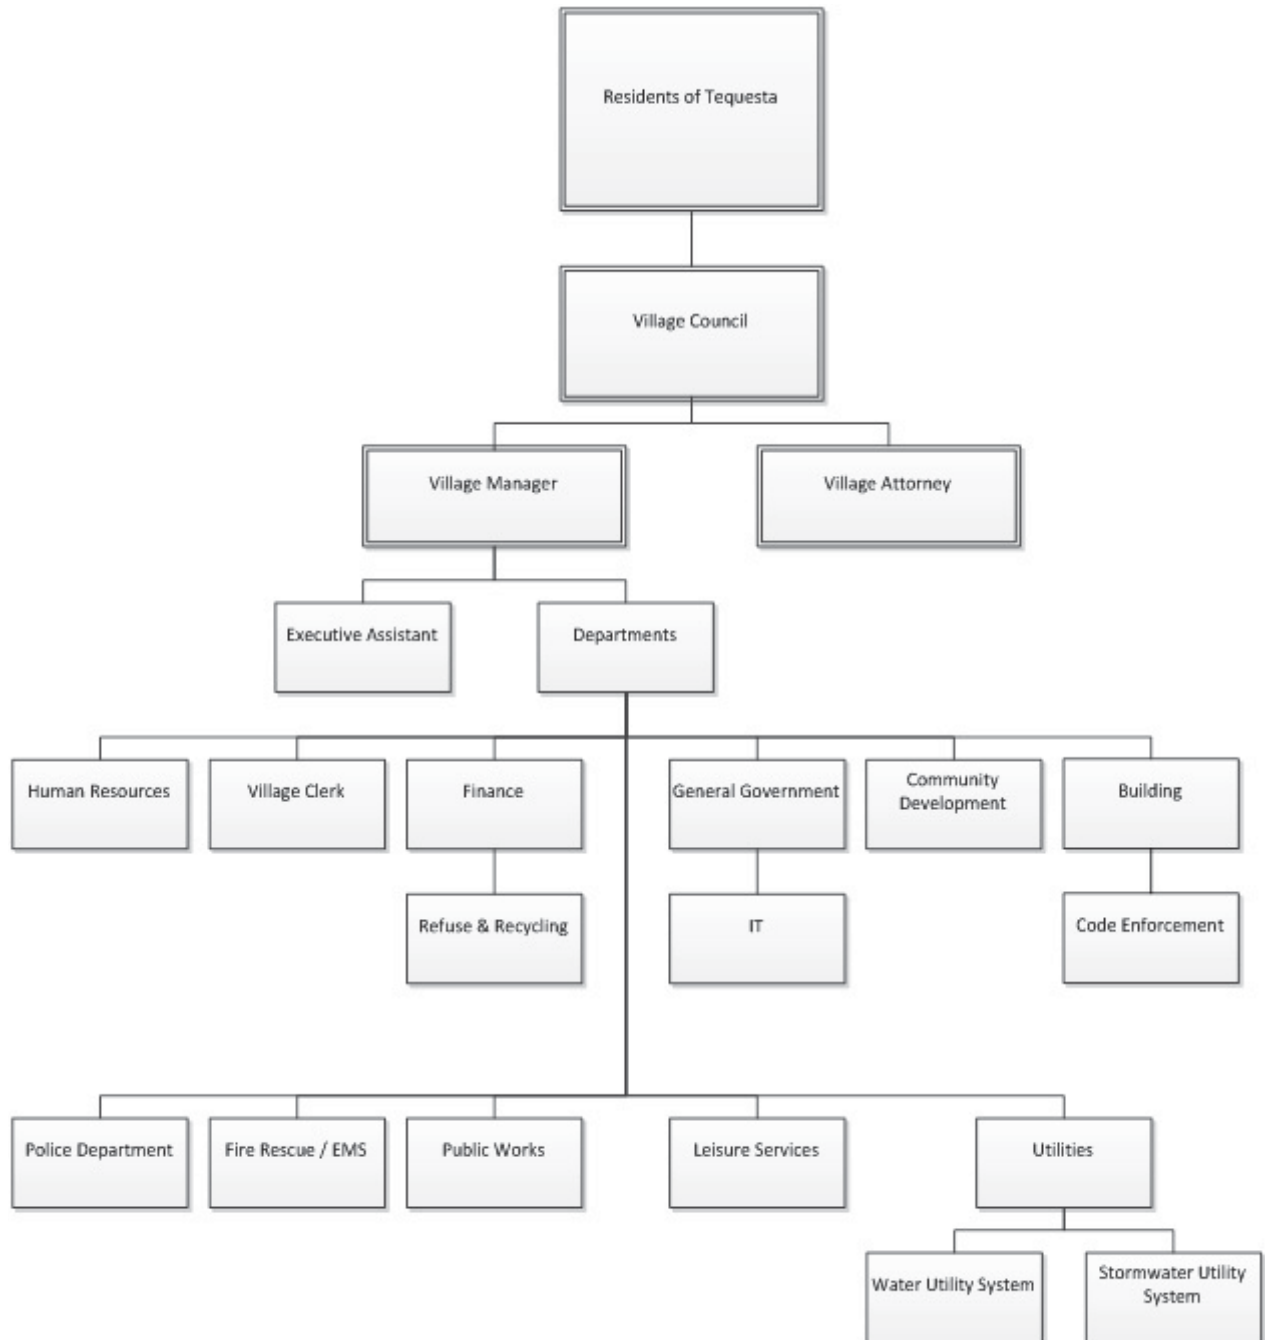 Residents of Tequesta
Village Council
Village Manager
Village Attorney
Executive Assistant
Departments
Human Resources
Village Clerk
Finance
General Government
Community
Development
Building
Refuse & Recycling
IT
Code Enforcement
Police Department
Fire Rescue / EMS
Public Works
Leisure Services
Utilities
Water Utility System
Stormwater Utility
System